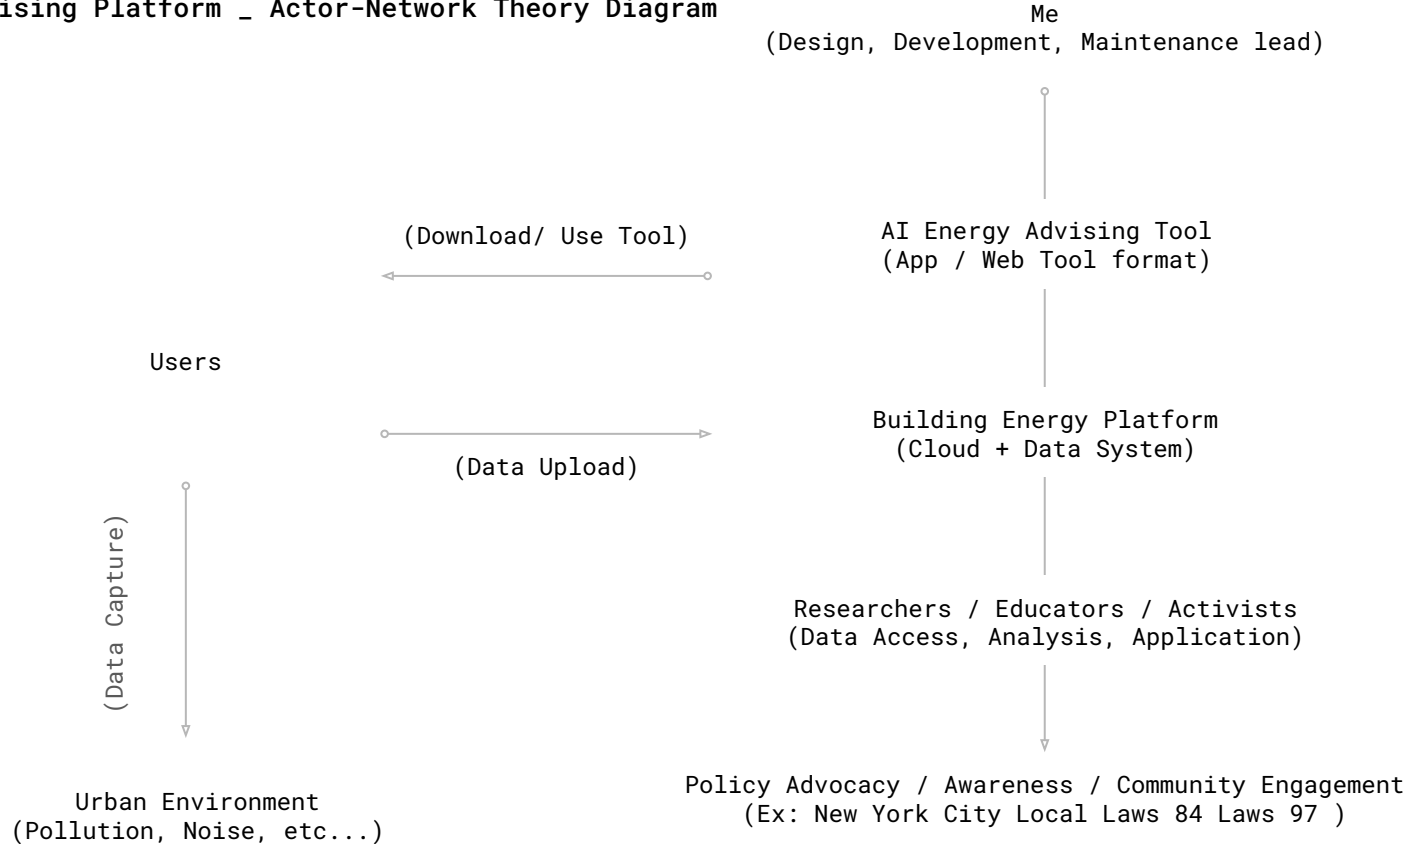 ising Platform _ Actor-Network Theory Diagram
Me
(Design, Development, Maintenance lead)
(Download/ Use Tool)
AI Energy Advising Tool
(App / Web Tool format)
Users
Building Energy Platform
(Cloud + Data System)
(Data Upload)
(Data Capture)
Researchers / Educators / Activists
(Data Access, Analysis, Application)
Policy Advocacy / Awareness / Community Engagement
(Ex: New York City Local Laws 84 Laws 97 )
Urban Environment
(Pollution, Noise, etc...)